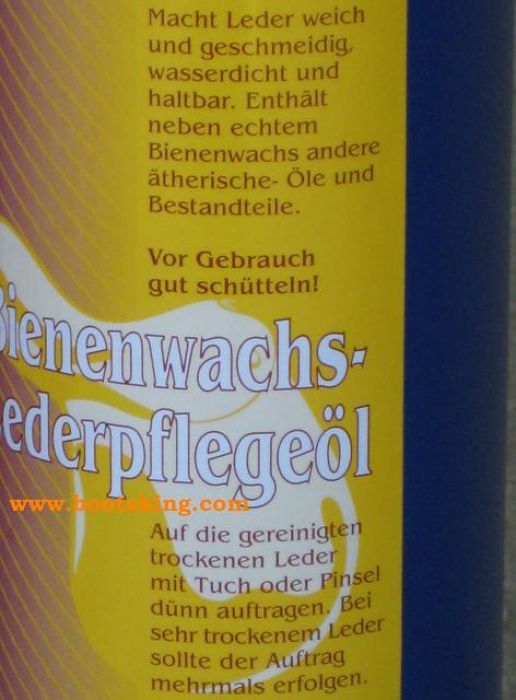 Macht Leder weich
und geschmeidig,
wasserdicht und
haltbar. Enthält
neben echtem
Bienenwachs andere
ätherische- Öle und
Bestandteile.
Vor Gebrauch
gut schütteln!
Bienenwachs-
ederpflegeöl
www.bootsking.com
Auf die gereinigten
trockenen Leder
mit Tuch oder Pinsel
dünn auftragen. Bei
sehr trockenem Leder
sollte der Auftrag
mehrmals erfolgen.